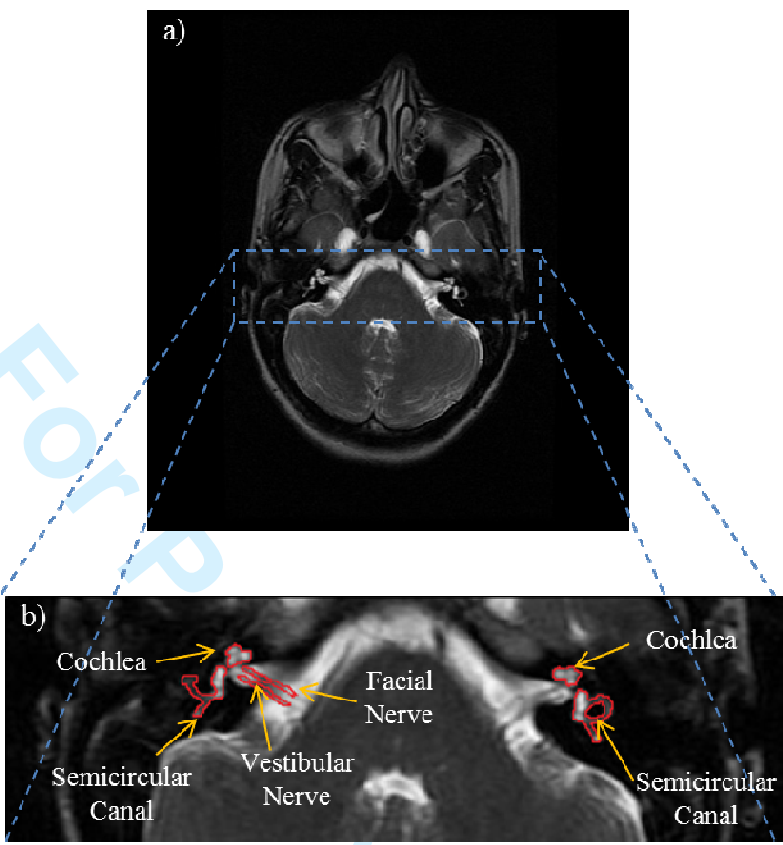 a)
For P
b)
Cochlea
Cochlea
Facial
Nerve
Vestibular
Nerve
Semicircular
Canal
Semicircular
Canal